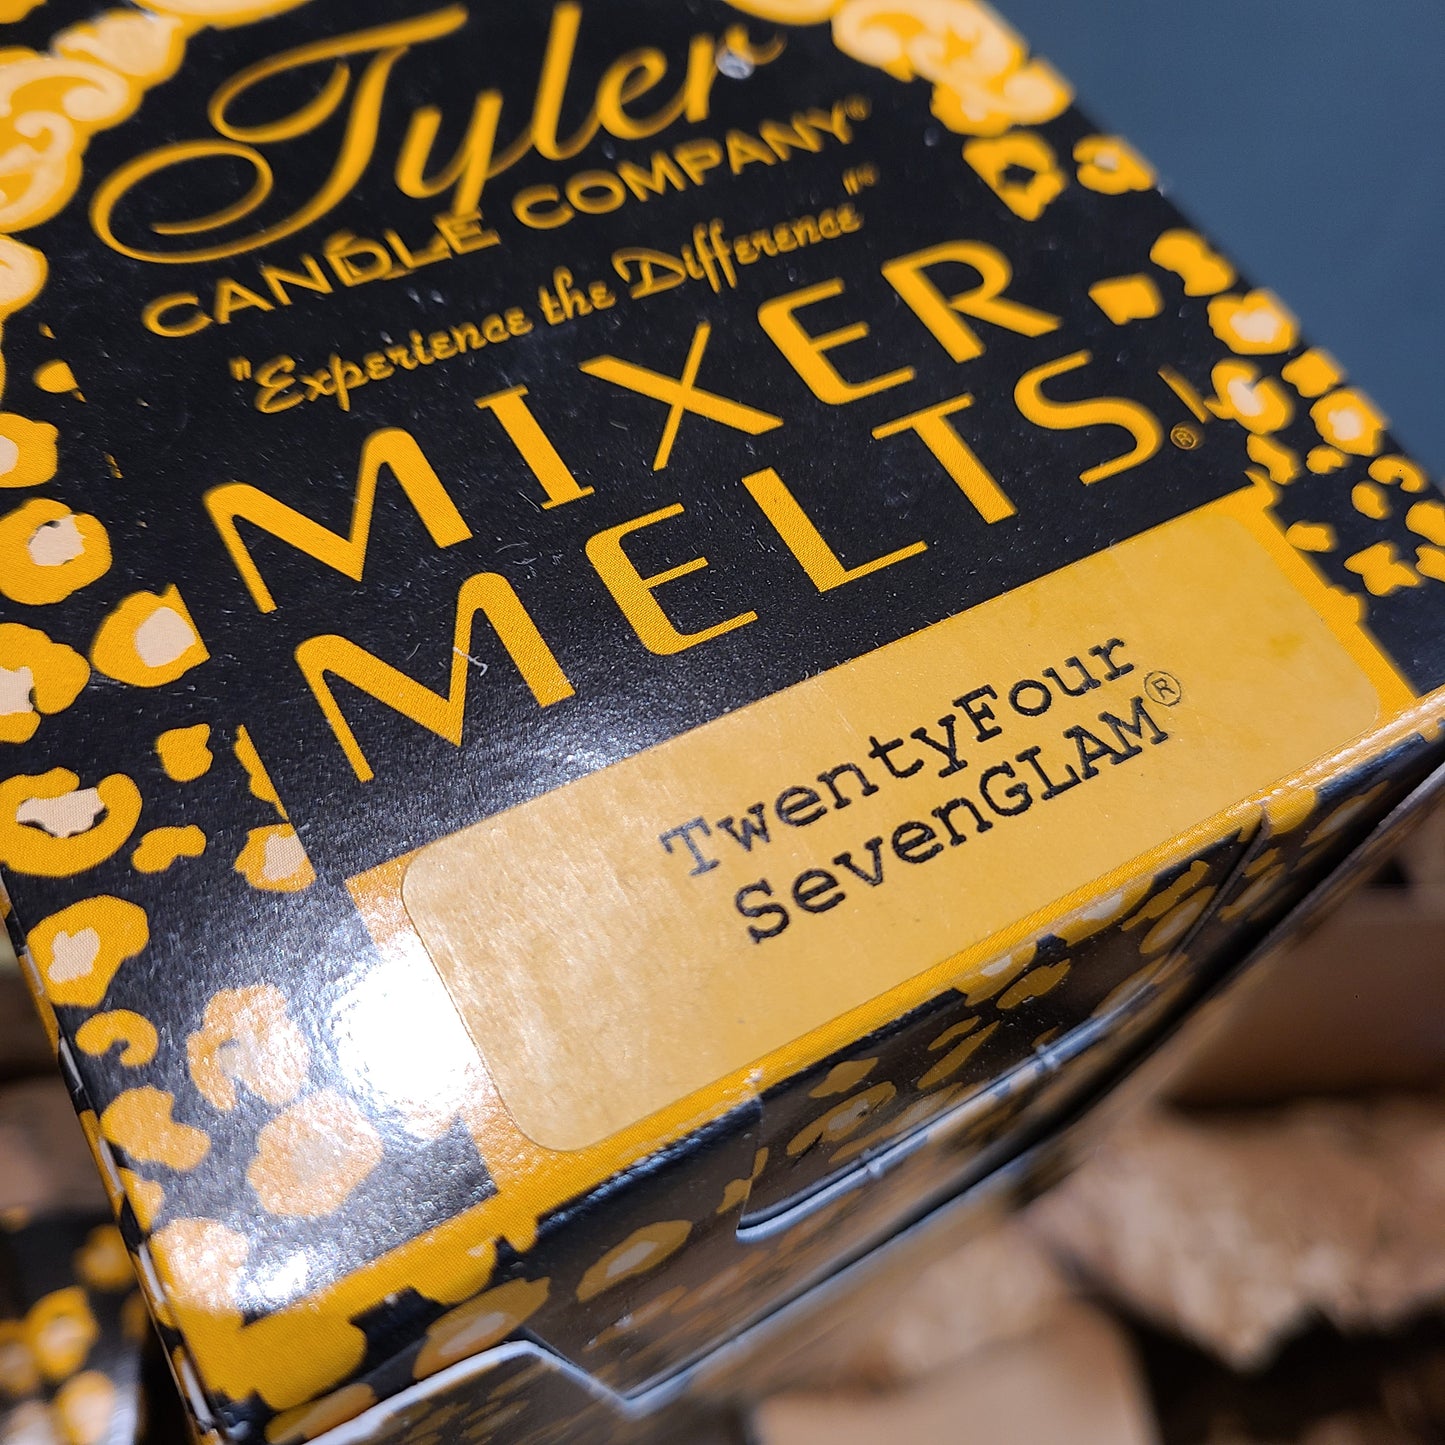 Tyler
CANDLE COMPANY®
"Experience the Difference"®
MIXER
MELTS®
TwentyFour
SevenGLAM®